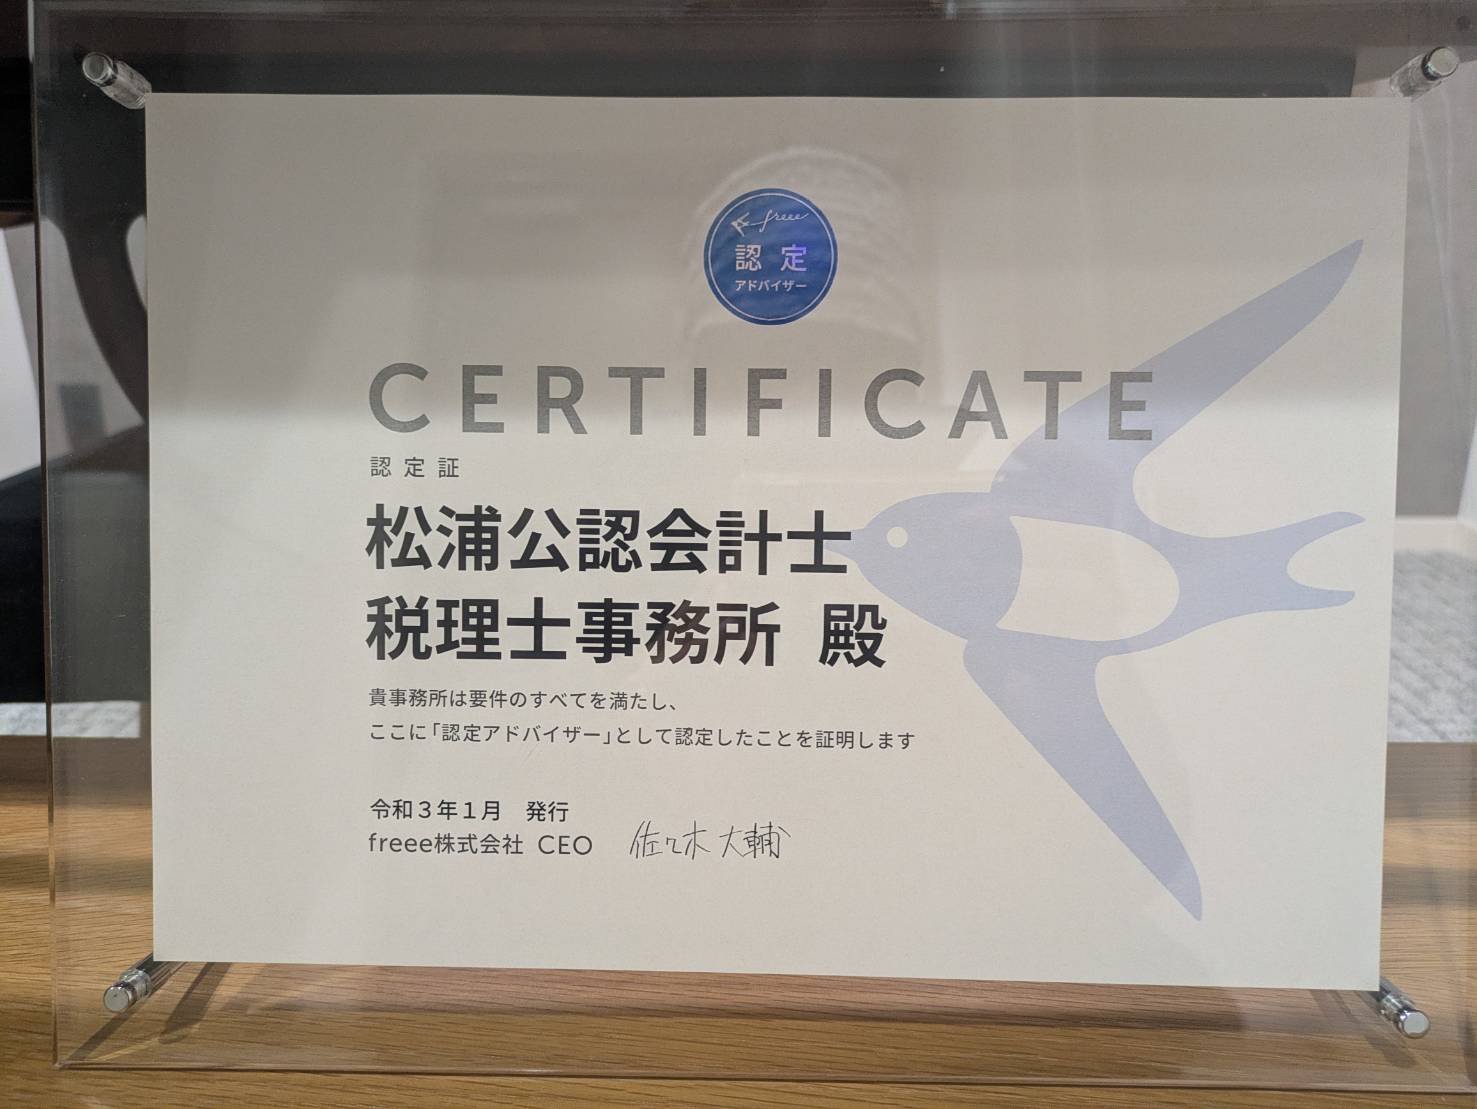 freee
認定
アドバイザー
CERTIFICATE
認定証
松浦公認会計士
税理士事務所 殿
貴事務所は要件のすべてを満たし、
ここに「認定アドバイザー」として認定したことを証明します
令和3年1月　発行
freee株式会社 CEO 佐々木大輔